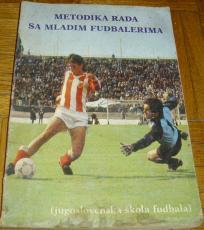 METODIKA RADA
SA MLADIM FUDBALERIMA
(jugoslovenska škola fudbala)